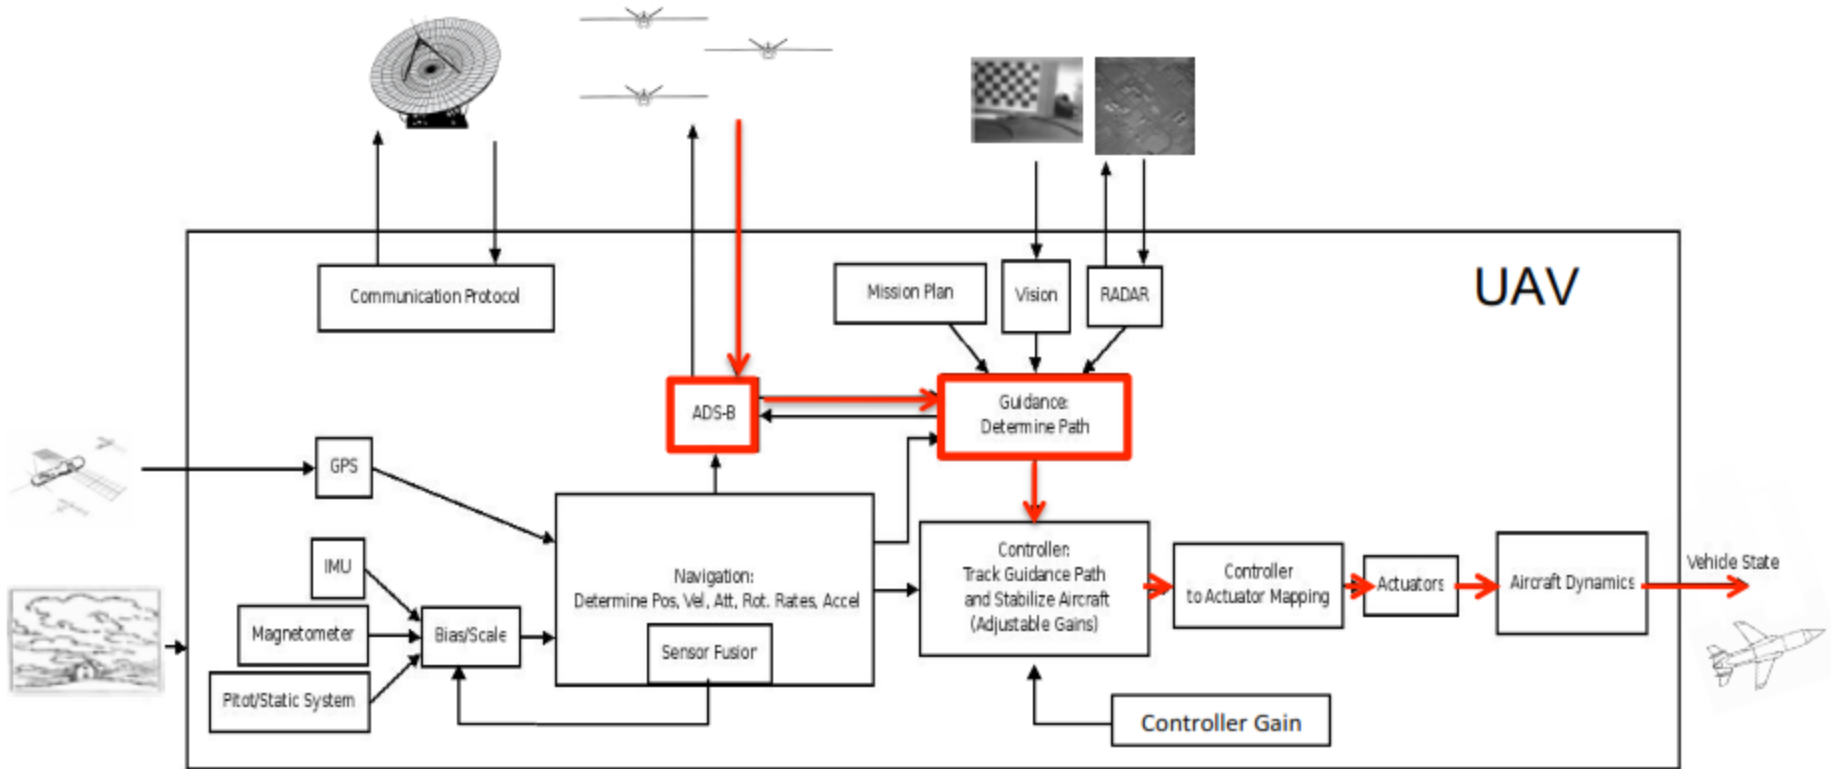 UAV
Communication Protocol
Mission Plan
Vision
RADAR
ADS-B
Guidance:
Determine Path
GPS
IMU
Magnetometer
Pitot/Static System
Bias/Scale
Navigation:
Determine Pos, Vel, Att, Rot. Rates, Accel
Sensor Fusion
Controller:
Track Guidance Path
and Stabilize Aircraft
(Adjustable Gains)
Controller
to Actuator Mapping
Actuators
Aircraft Dynamics
Vehicle State
Controller Gain